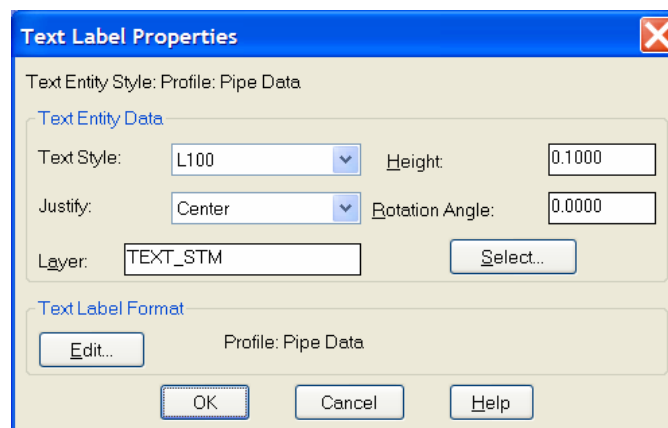 Text Label Properties
Text Entity Style: Profile: Pipe Data
Text Entity Data
Text Style: L100 Height: 0.1000
Justify: Center Rotation Angle: 0.0000
Layer: TEXT_STM Select...
Text Label Format
Edit... Profile: Pipe Data
OK Cancel Help